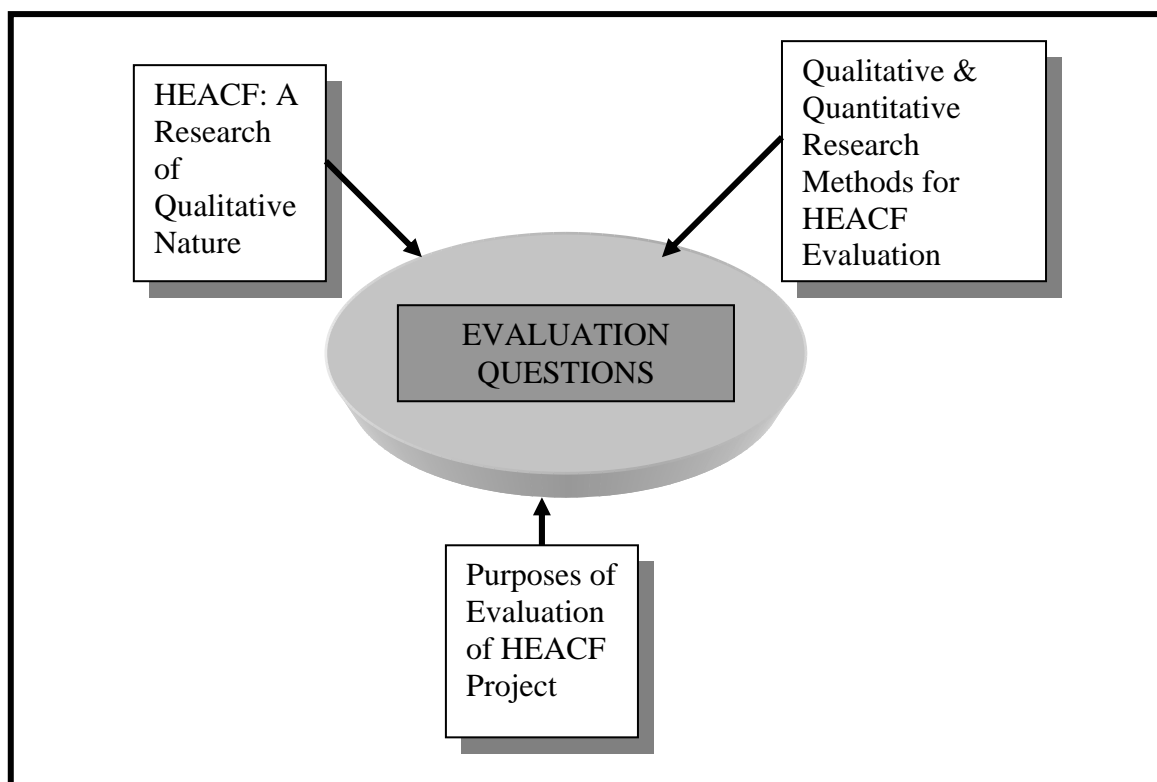 HEACF: A
Research
of
Qualitative
Nature
Qualitative &
Quantitative
Research
Methods for
HEACF
Evaluation
EVALUATION
QUESTIONS
Purposes of
Evaluation
of HEACF
Project